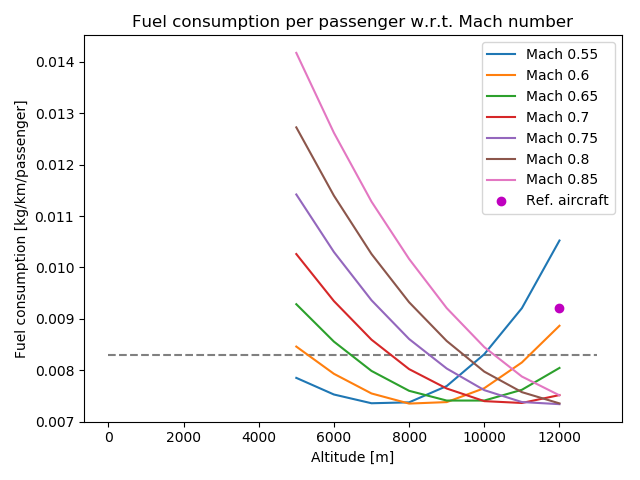 Fuel consumption per passenger w.r.t. Mach number
Fuel consumption [kg/km/passenger]
0.014
0.013
0.012
0.011
0.010
0.009
0.008
0.007
Mach 0.55
Mach 0.6
Mach 0.65
Mach 0.7
Mach 0.75
Mach 0.8
Mach 0.85
Ref. aircraft
0 2000 4000 6000 8000 10000 12000
Altitude [m]